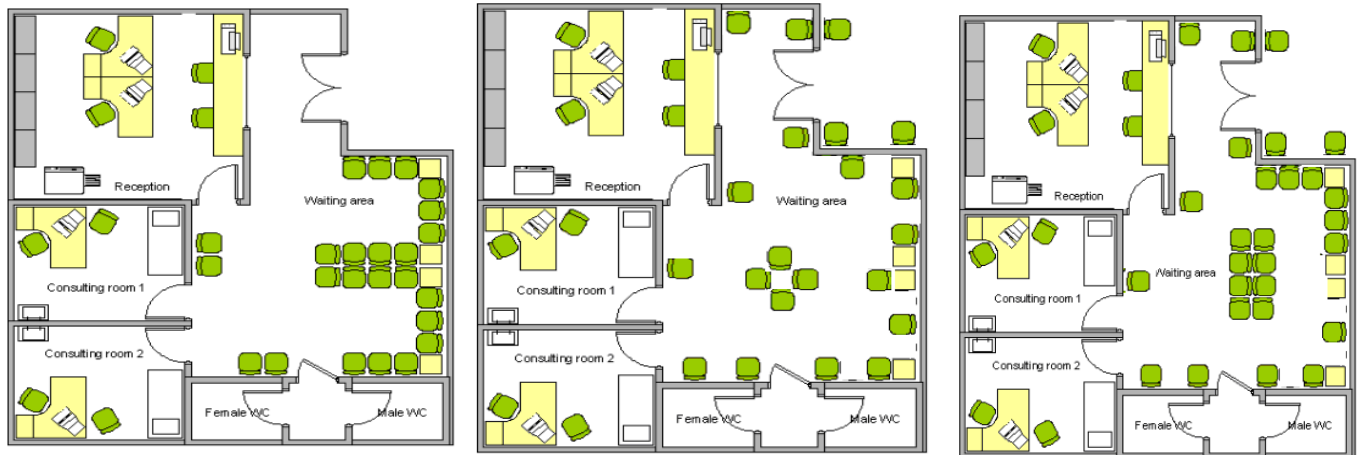 Reception
Waiting area
Consulting room 1
Consulting room 2
Female WC
Male WC
Reception
Waiting area
Consulting room 1
Consulting room 2
Female WC
Male WC
Reception
Waiting area
Consulting room 1
Consulting room 2
Female WC
Male WC